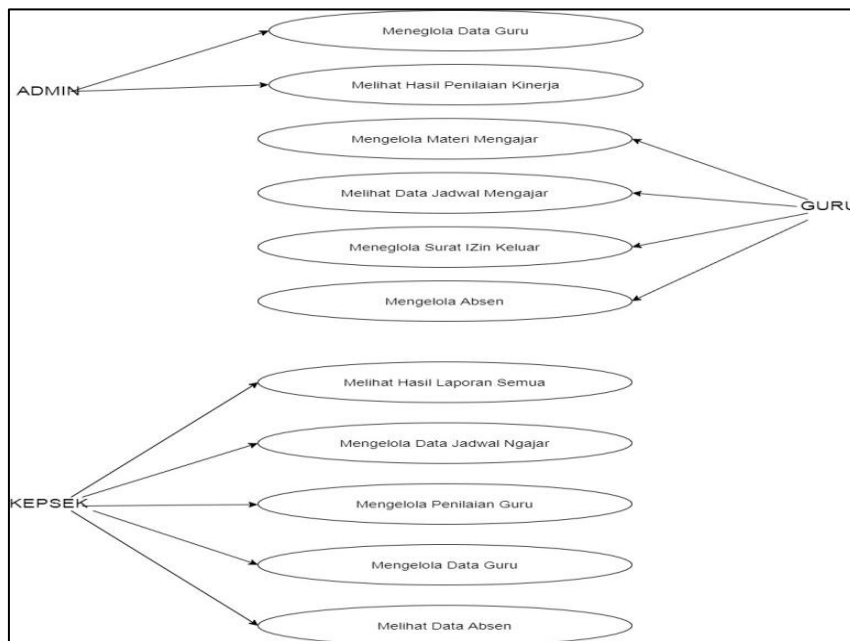 Meneglola Data Guru
ADMIN
Melihat Hasil Penilaian Kinerja
Mengelola Materi Mengajar
Melihat Data Jadwal Mengajar
GURU
Meneglola Surat IZin Keluar
Mengelola Absen
Melihat Hasil Laporan Semua
Mengelola Data Jadwal Ngajar
KEPSEK
Mengelola Penilaian Guru
Mengelola Data Guru
Melihat Data Absen